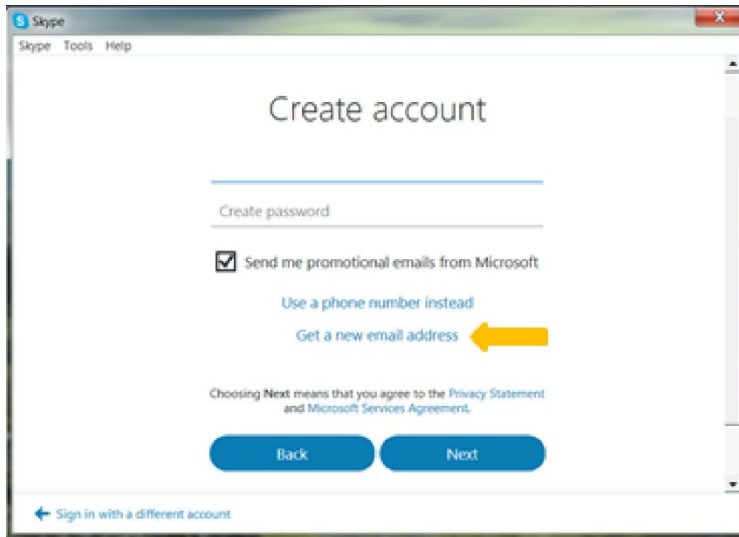 Skype
Skype Tools Help
Create account
Create password
Send me promotional emails from Microsoft
Use a phone number instead
Get a new email address
Choosing Next means that you agree to the Privacy Statement
and Microsoft Services Agreement.
Back Next
Sign in with a different account